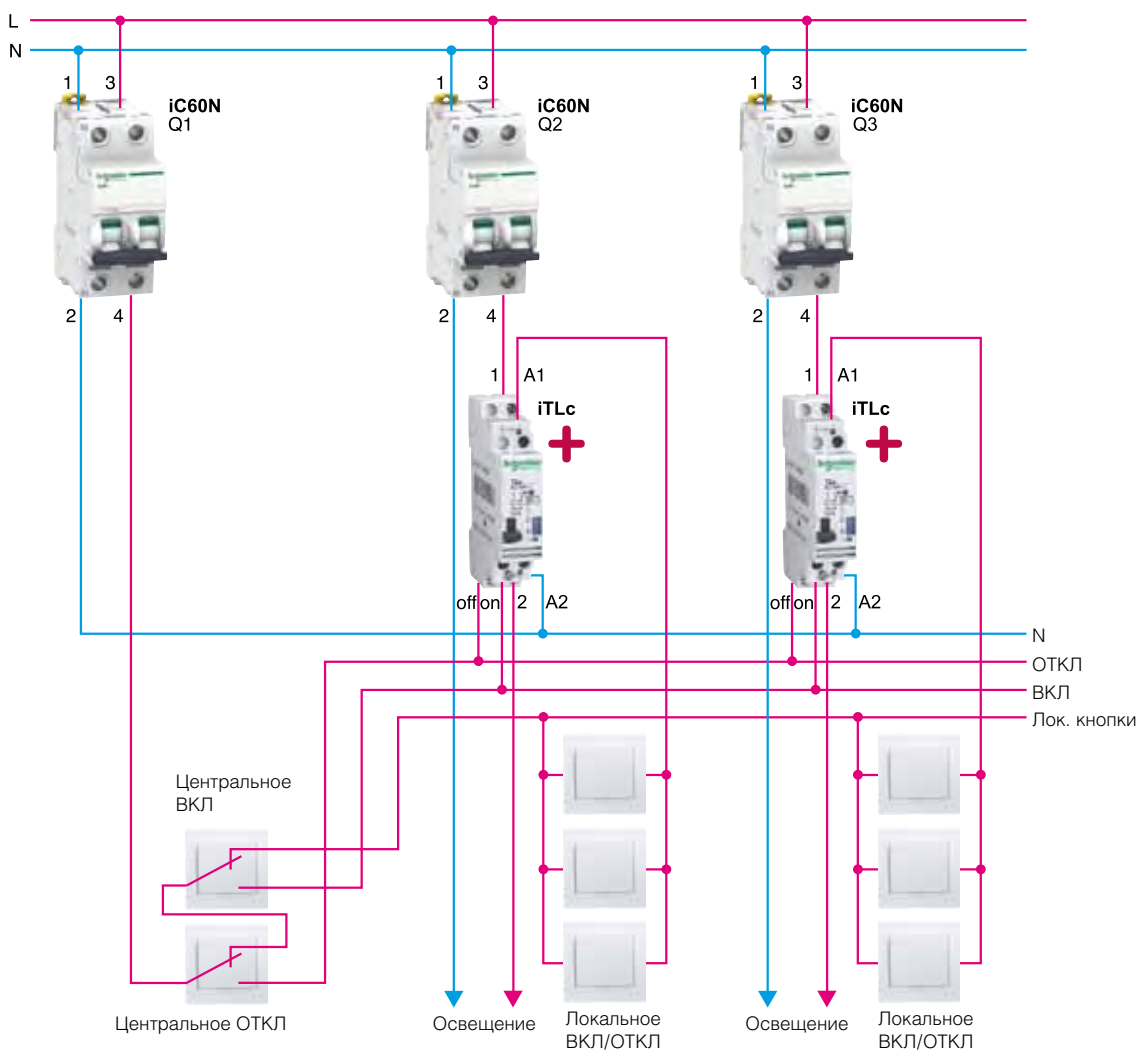 L
N
1 3
iC60N
Q1
1 3
iC60N
Q2
1 3
iC60N
Q3
2 4
2 4
2 4
1 A1
iTLc
1 A1
iTLc
Schneider
Schneider
off on 2 A2
off on 2 A2
N
ОТКЛ
ВКЛ
Лок. кнопки
Центральное
ВКЛ
Центральное ОТКЛ
Освещение
Локальное
ВКЛ/ОТКЛ
Освещение
Локальное
ВКЛ/ОТКЛ